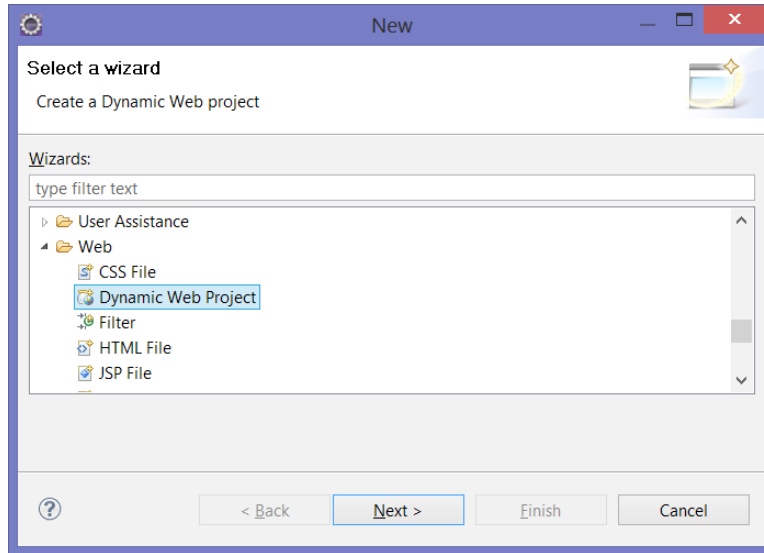 New
Select a wizard
Create a Dynamic Web project
Wizards:
type filter text
User Assistance
Web
CSS File
Dynamic Web Project
Filter
HTML File
JSP File
< Back Next > Finish Cancel